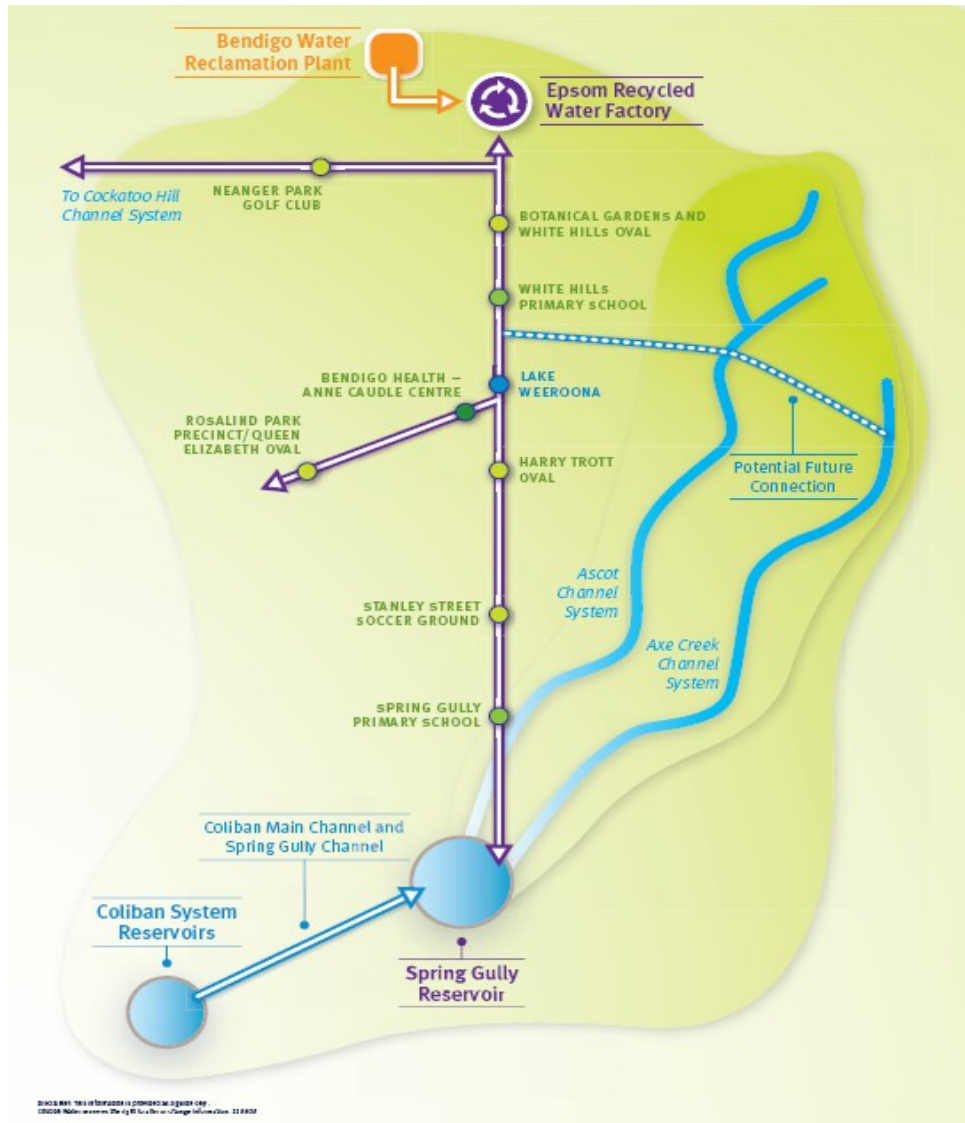 Bendigo Water
Reclamation Plant
Epsom Recycled
Water Factory
To Cockatoo Hill
Channel System
NEANGER PARK
GOLF CLUB
BOTANICAL GARDENS AND
WHITE HILLS OVAL
WHITE HILLS
PRIMARY SCHOOL
BENDIGO HEALTH –
ANNE CAUDLE CENTRE
LAKE
WEEROONA
ROSALIND PARK
PRECINCT/QUEEN
ELIZABETH OVAL
HARRY TROTT
OVAL
Potential Future
Connection
Ascot
Channel
System
STANLEY STREET
SOCCER GROUND
Axe Creek
Channel
System
SPRING GULLY
PRIMARY SCHOOL
Coliban Main Channel and
Spring Gully Channel
Coliban System
Reservoirs
Spring Gully
Reservoir